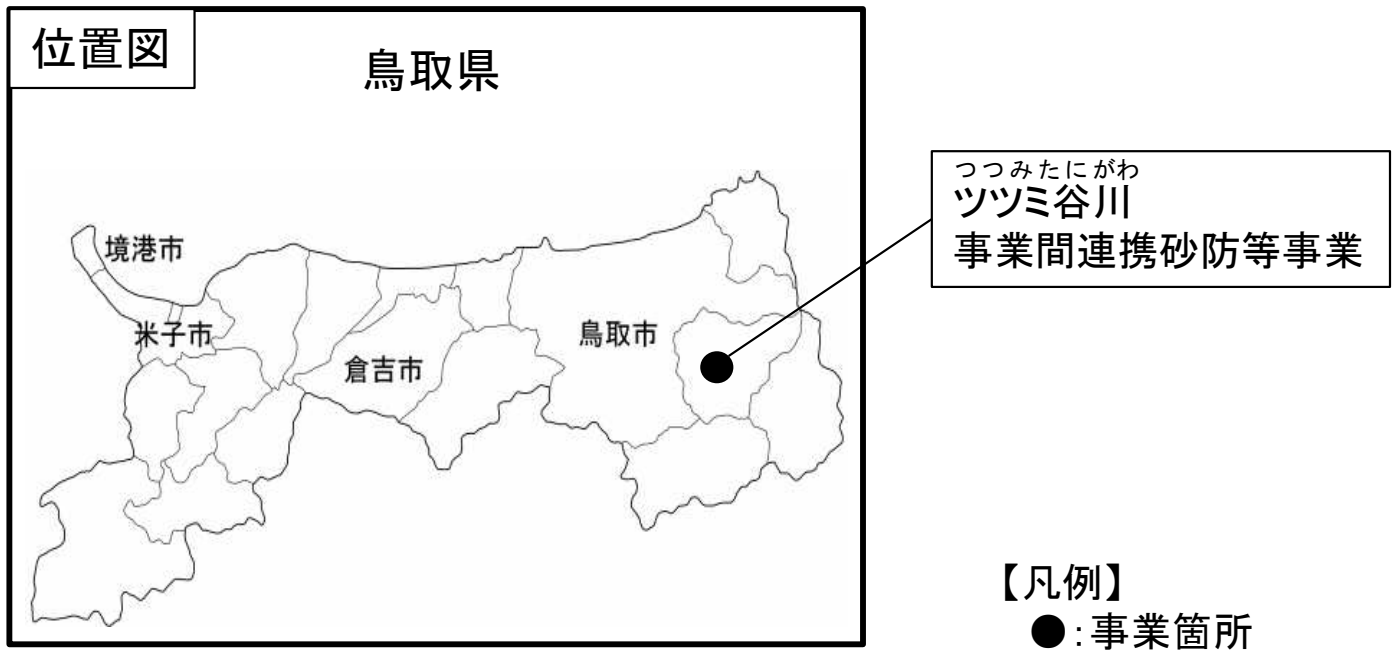 位置図
鳥取県
境港市
米子市
倉吉市
鳥取市
つつみたにがわ
ツツミ谷川
事業間連携砂防等事業
【凡例】
●:事業箇所